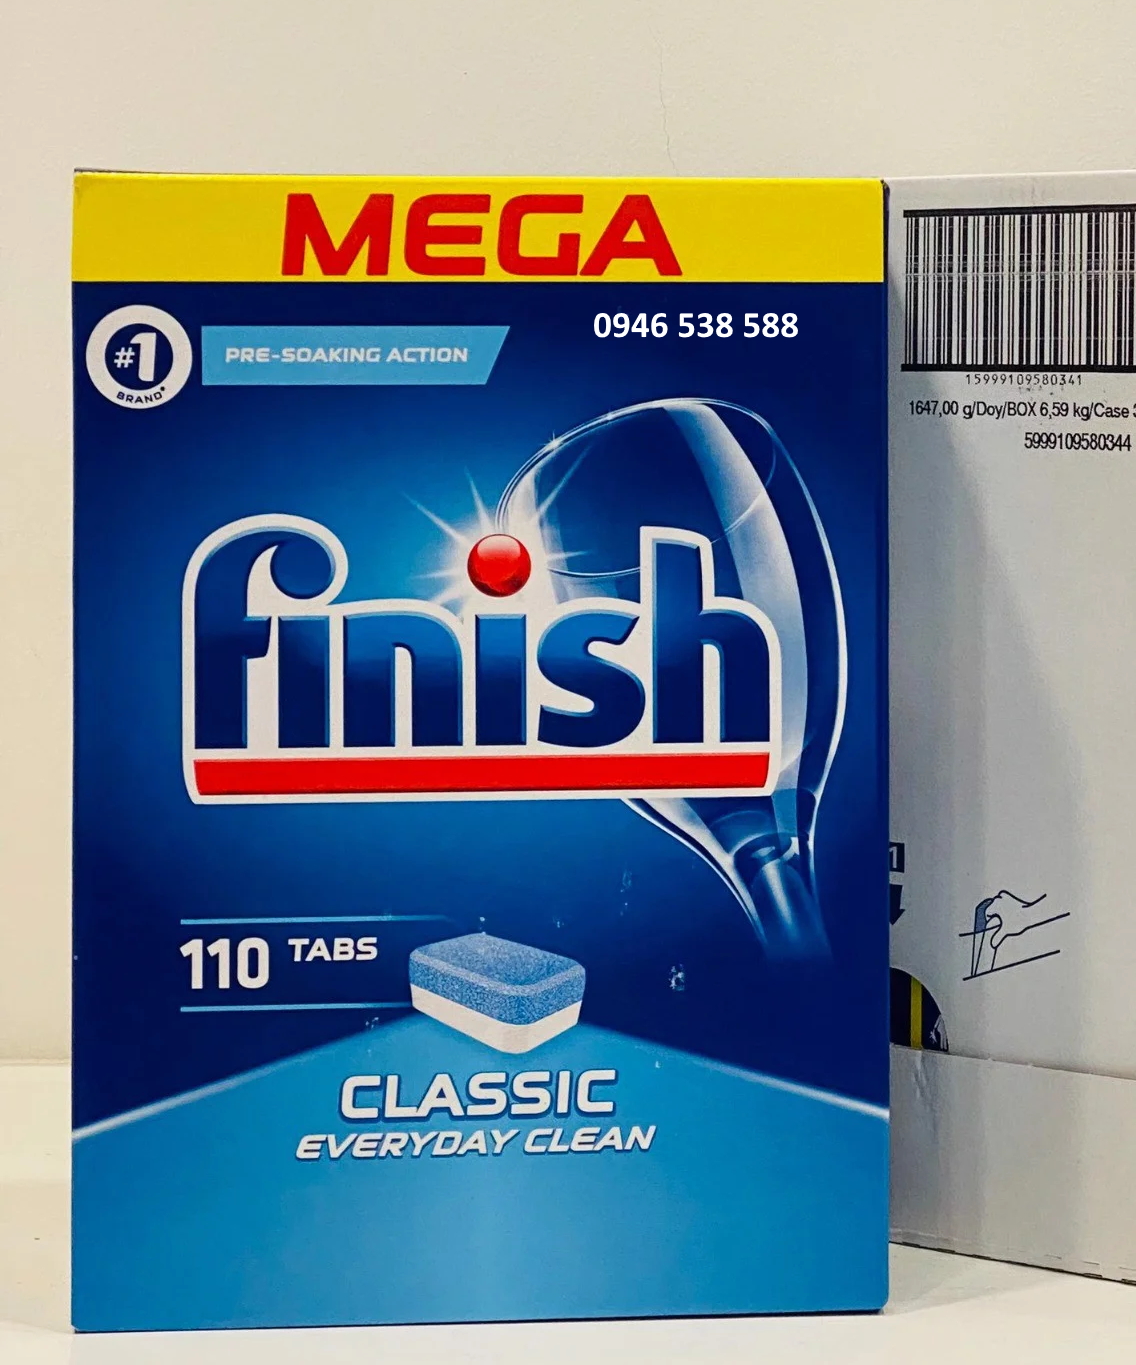 MEGA
0946 538 588
#1
BRAND*
PRE-SOAKING ACTION
finish
110 TABS
CLASSIC
EVERYDAY CLEAN
15999109580341
1647,00 g/Doy/BOX 6,59 kg/Case
5999109580344
1